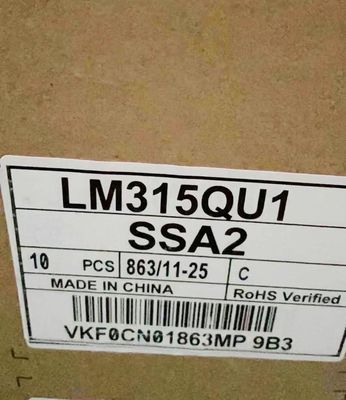 LM315QU1
SSA2
10 PCS 863/11-25 C
MADE IN CHINA RoHS Verified
VKF0CN01863MP 9B3